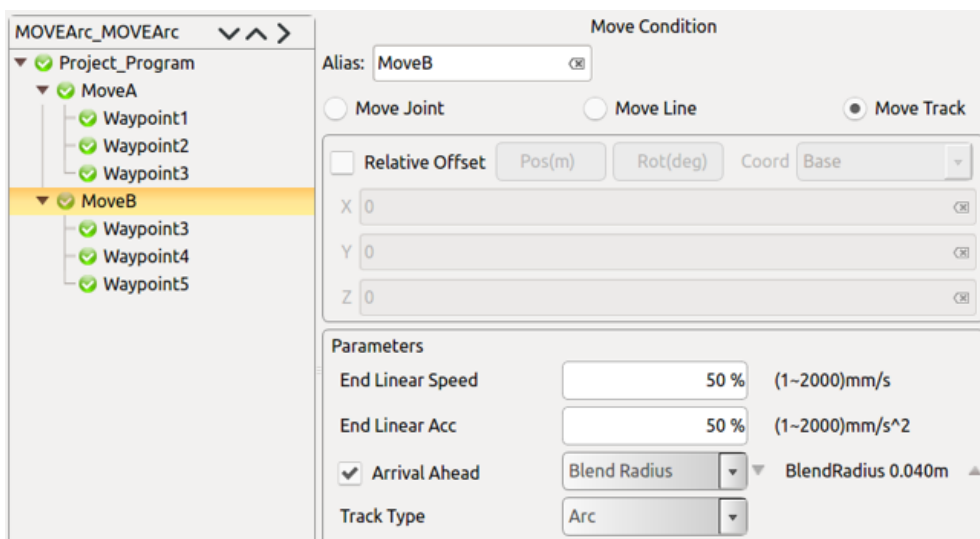 MOVEArc_MOVEArc
Project_Program
MoveA
Waypoint1
Waypoint2
Waypoint3
MoveB
Waypoint3
Waypoint4
Waypoint5
Move Condition
Alias: MoveB
Move Joint Move Line Move Track
Relative Offset Pos(m) Rot(deg) Coord Base
X 0
Y 0
Z 0
Parameters
End Linear Speed 50 % (1~2000)mm/s
End Linear Acc 50 % (1~2000)mm/s^2
Arrival Ahead Blend Radius BlendRadius 0.040m
Track Type Arc